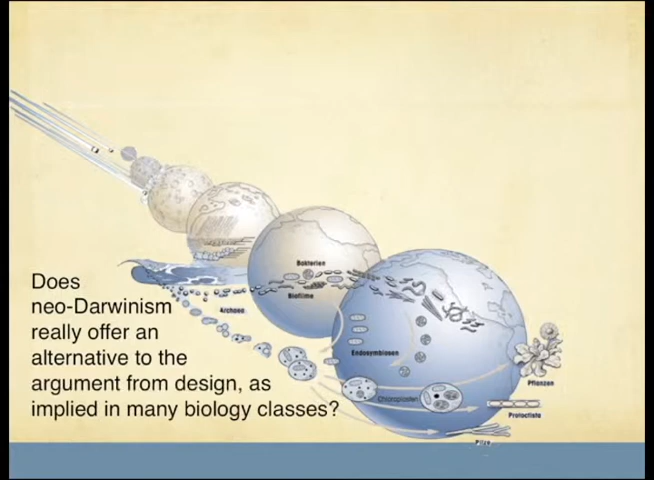 Bakterien
Biofilme
Archaea
Endosymbiosen
Chloroplasten
Pflanzen
Protoctista
Pilze
Does
neo-Darwinism
really offer an
alternative to the
argument from design, as
implied in many biology classes?